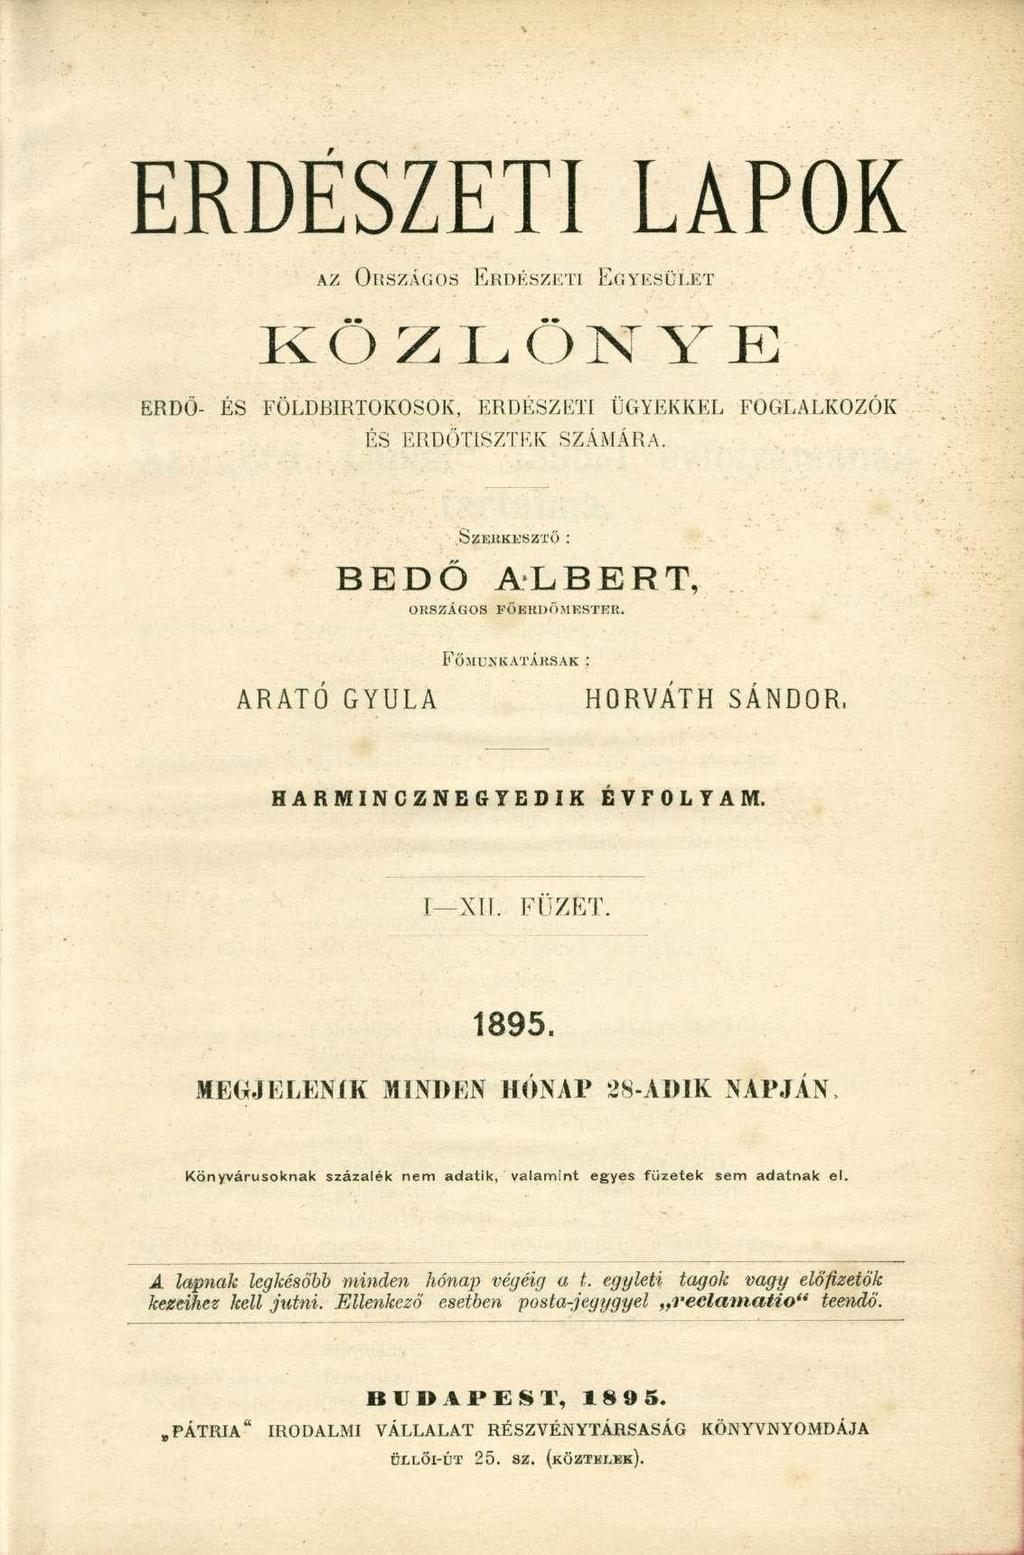 ERDÉSZETI LAPOK
AZ ORSZÁGOS ERDÉSZETI EGYESÜLET
KÖZLÖNYE
ERDŐ- ÉS FÖLDBIRTOKOSOK, ERDÉSZETI ÜGYEKKEL FOGLALKOZÓK
ÉS ERDŐTISZTEK SZÁMÁRA.
SZERKESZTŐ :
BEDŐ ALBERT,
ORSZÁGOS FŐERDŐMESTER.
FŐMUNKATÁRSAK :
ARATÓ GYULA HORVÁTH SÁNDOR.
HARMINCZNEGYEDIK ÉVFOLYAM.
I—XII. FÜZET.
1895.
MEGJELENIK MINDEN HÓNAP 28-ADIK NAPJÁN.
Könyvárusoknak százalék nem adatik, valamint egyes füzetek sem adatnak el.
A lapnak legkésőbb minden hónap végéig a t. egyleti tagok vagy előfizetők
kezeihez kell jutni. Ellenkező esetben posta-jegygyel „reclamatio“ teendő.
BUDAPEST, 1895.
„PÁTRIA“ IRODALMI VÁLLALAT RÉSZVÉNYTÁRSASÁG KÖNYVNYOMDÁJA
ÜLLŐI-ÚT 25. SZ. (KÖZTELEK).